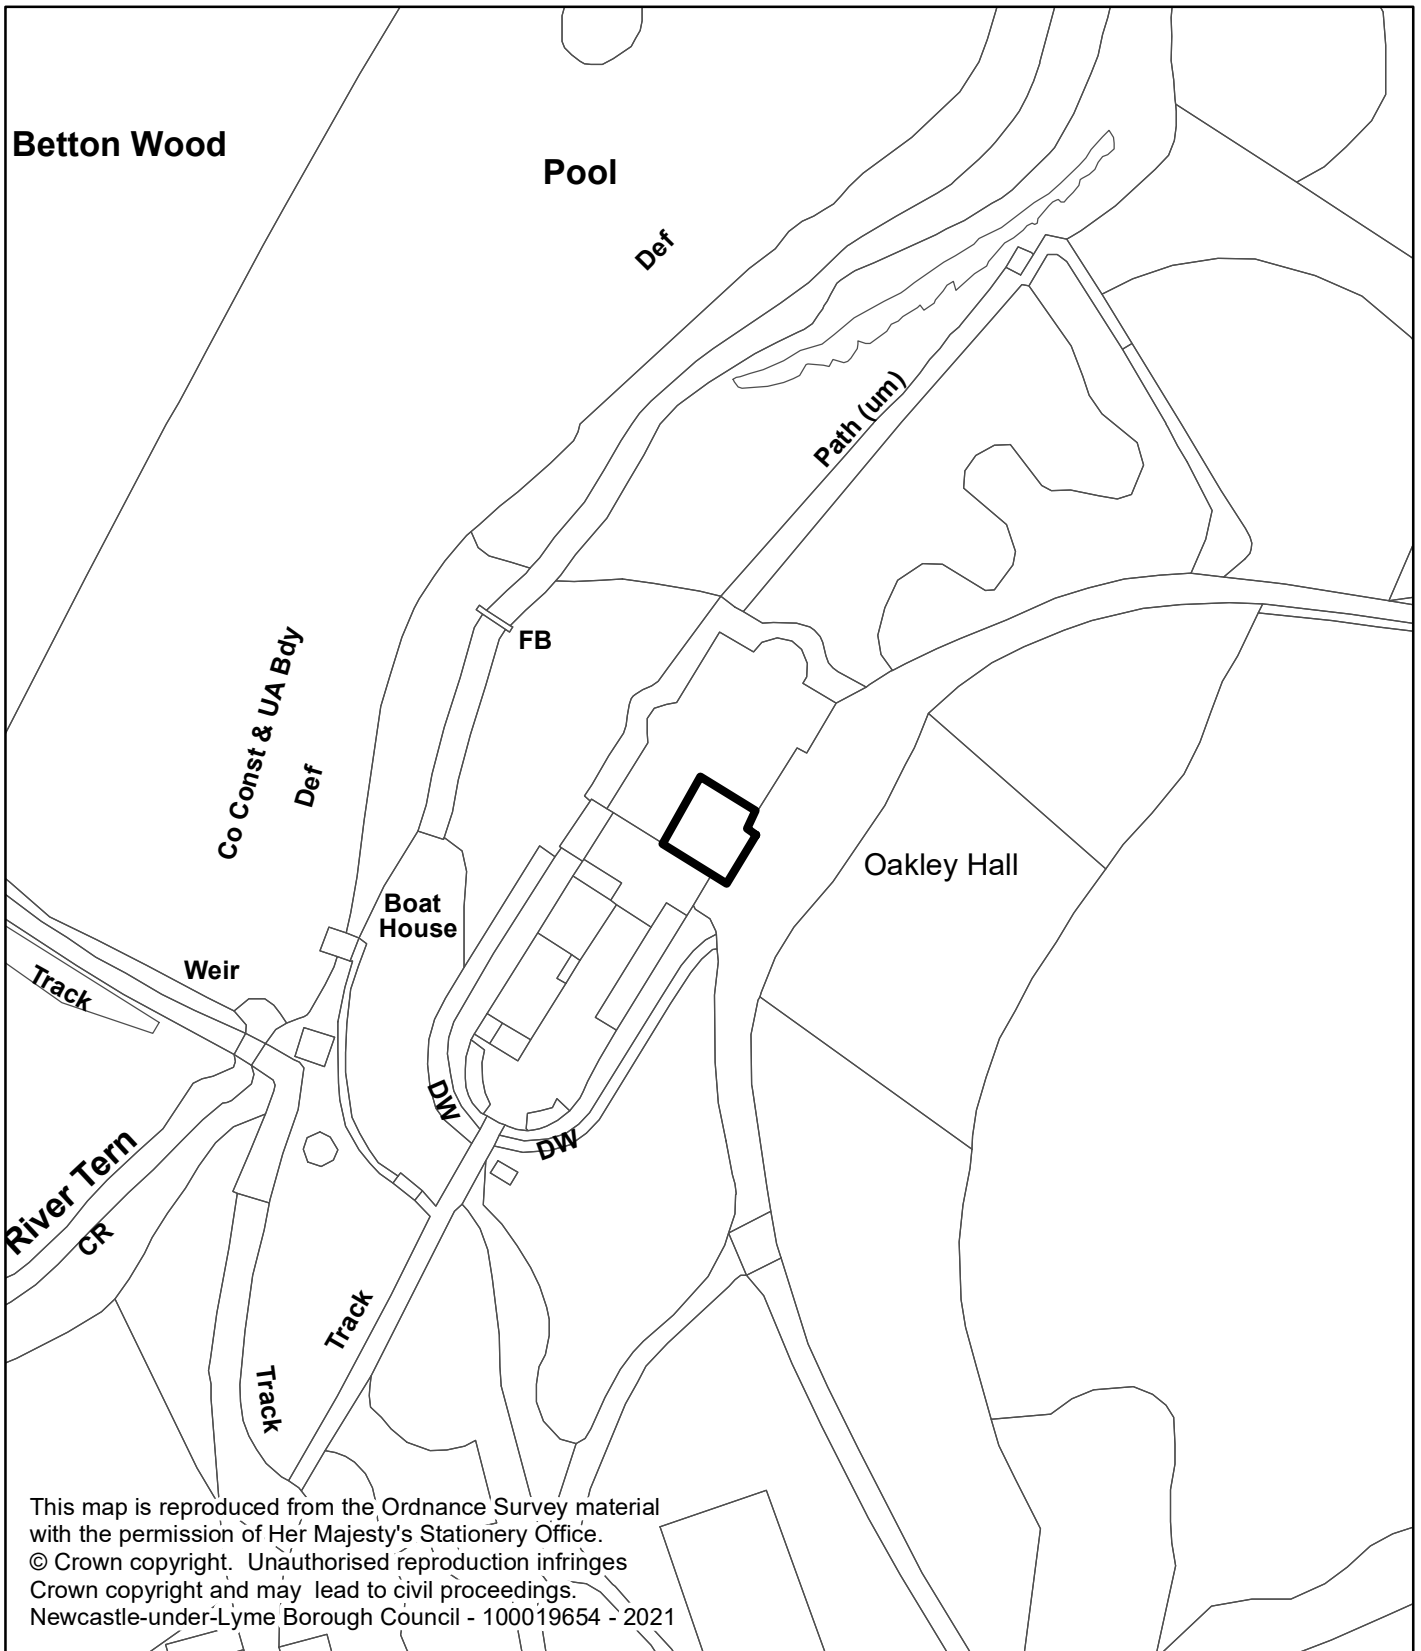 Betton Wood
Pool
Def
Path (um)
FB
Co Const & UA Bdy
Def
Oakley Hall
Boat
House
Weir
Track
DW
DW
River Tern
CR
Track
Track
This map is reproduced from the Ordnance Survey material
with the permission of Her Majesty's Stationery Office.
© Crown copyright. Unauthorised reproduction infringes
Crown copyright and may lead to civil proceedings.
Newcastle-under-Lyme Borough Council - 100019654 - 2021